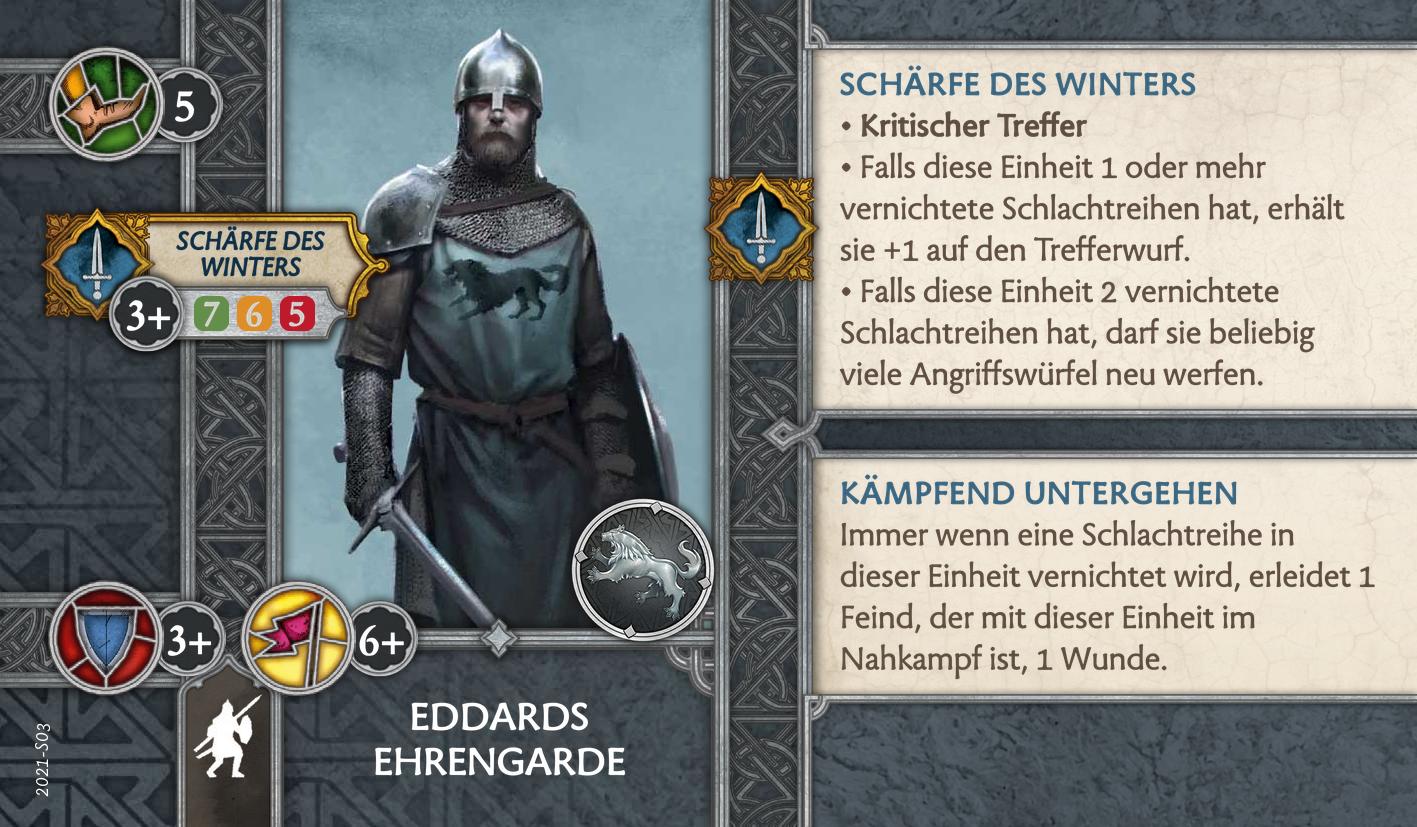 5
SCHÄRFE DES
WINTERS
3+ 7 6 5
3+ 6+
EDDARDS
EHRENGARDE
2021-S03
SCHÄRFE DES WINTERS
• Kritischer Treffer
• Falls diese Einheit 1 oder mehr
vernichtete Schlachtreihen hat, erhält
sie +1 auf den Trefferwurf.
• Falls diese Einheit 2 vernichtete
Schlachtreihen hat, darf sie beliebig
viele Angriffswürfel neu werfen.
KÄMPFEND UNTERGEHEN
Immer wenn eine Schlachtreihe in
dieser Einheit vernichtet wird, erleidet 1
Feind, der mit dieser Einheit im
Nahkampf ist, 1 Wunde.